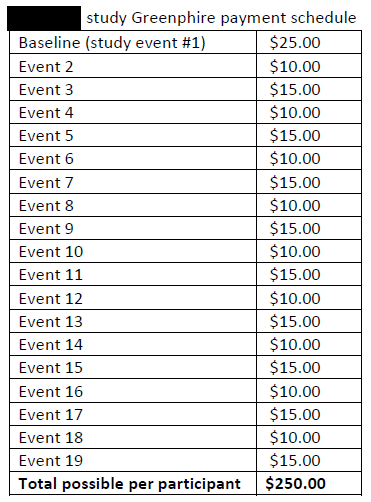 study Greenphire payment schedule
Baseline (study event #1) $25.00
Event 2 $10.00
Event 3 $15.00
Event 4 $10.00
Event 5 $15.00
Event 6 $10.00
Event 7 $15.00
Event 8 $10.00
Event 9 $15.00
Event 10 $10.00
Event 11 $15.00
Event 12 $10.00
Event 13 $15.00
Event 14 $10.00
Event 15 $15.00
Event 16 $10.00
Event 17 $15.00
Event 18 $10.00
Event 19 $15.00
Total possible per participant $250.00